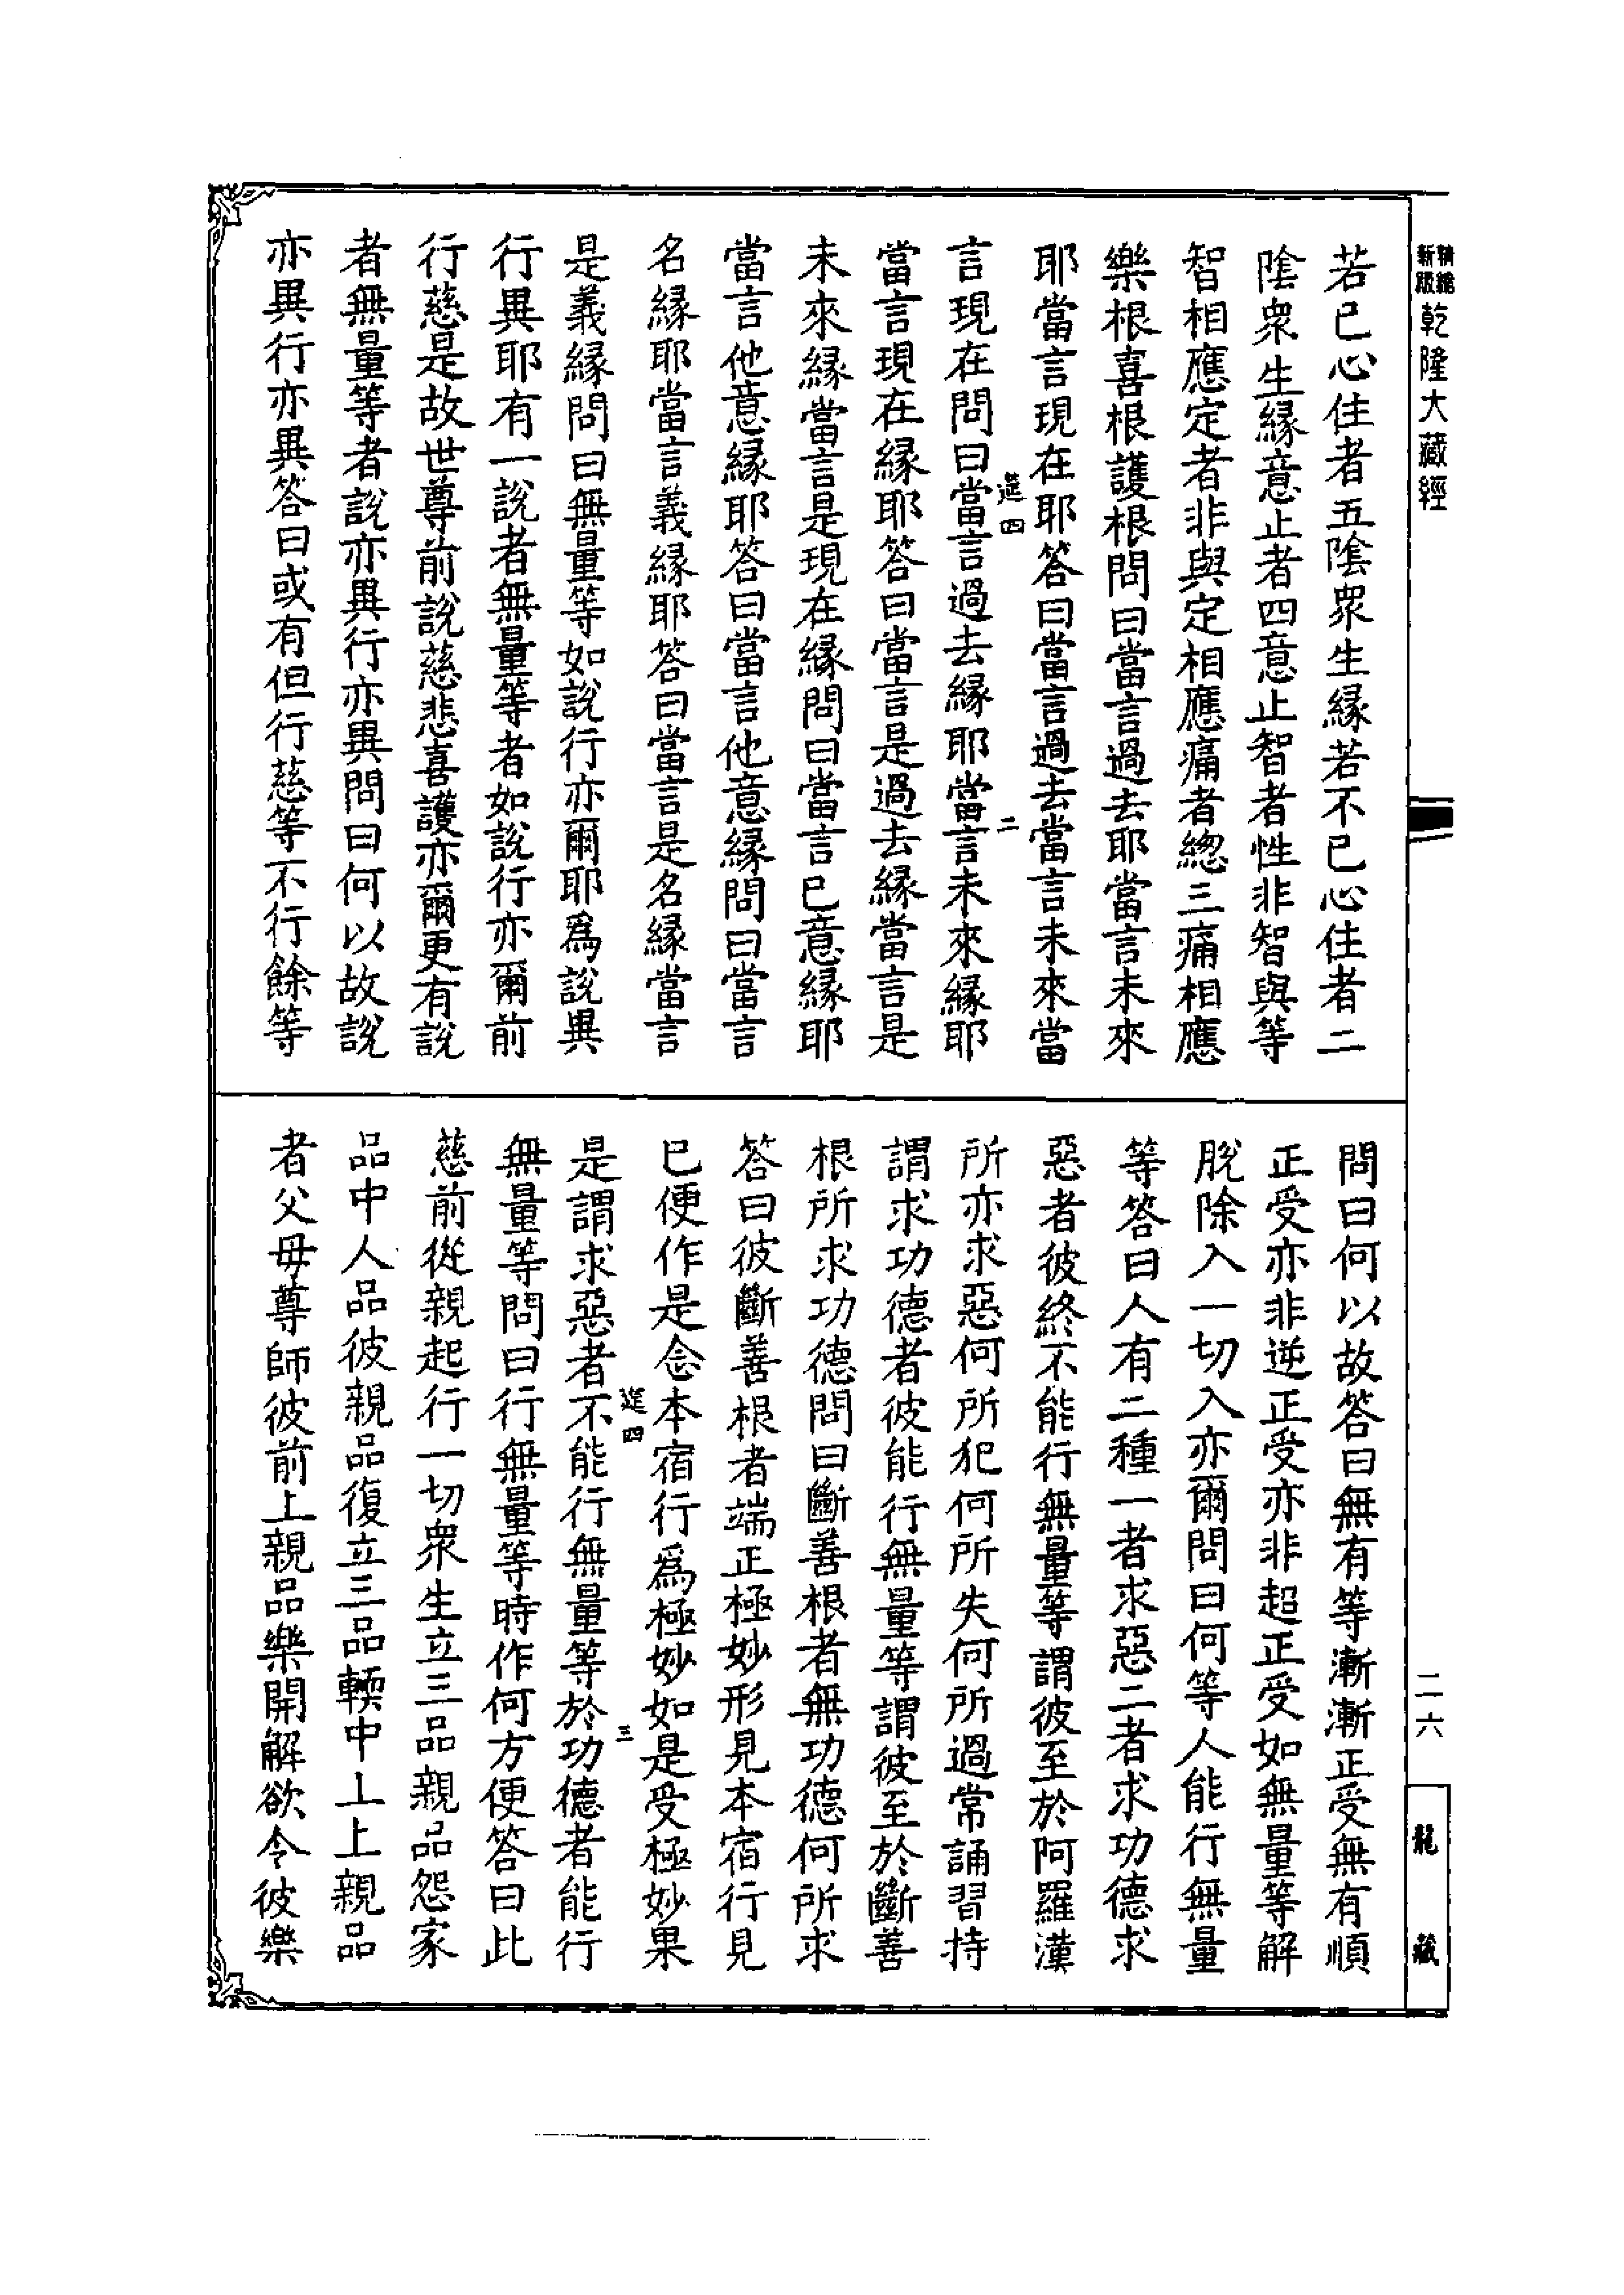 精縮新版乾隆大藏經
若已心住者五陰眾生緣若不已心住者二
陰眾生緣意止者四意止智者性非智與等
智相應定者非與定相應痛者總三痛相應
樂根喜根護根問曰當言過去耶當言未來
耶當言現在耶答曰當言過去當言未來當
言現在問曰當言過去緣耶當言未來緣耶
筵四
二
當言現在緣耶答曰當言是過去緣當言是
未來緣當言是現在緣問曰當言已意緣耶
當言他意緣耶答曰當言他意緣問曰當言
名緣耶當言義緣耶答曰當言是名緣當言
是義緣問曰無量等如說行亦爾耶爲說異
行異耶有一說者無量等者如說行亦爾前
行慈是故世尊前說慈悲喜護亦爾更有說
者無量等者說亦異行亦異問曰何以故說
亦異行亦異答曰或有但行慈等不行餘等
問曰何以故答曰無有等漸漸正受無有順
正受亦非逆正受亦非超正受如無量等解
脫除入一切入亦爾問曰何等人能行無量
等答曰人有二種一者求惡二者求功德求
惡者彼終不能行無量等謂彼至於阿羅漢
所亦求惡何所犯何所失何所過常誦習持
謂求功德者彼能行無量等謂彼至於斷善
根所求功德問曰斷善根者無功德何所求
答曰彼斷善根者端正極妙形見本宿行見
已便作是念本宿行爲極妙如是受極妙果
是謂求惡者不能行無量等於功德者能行
筵四
三
無量等問曰行無量等時作何方便答曰此
慈前從親起行一切眾生立三品親品怨家
品中人品彼親品復立三品輭中上上親品
者父母尊師彼前上親品樂開解欲令彼樂
二六
龍藏